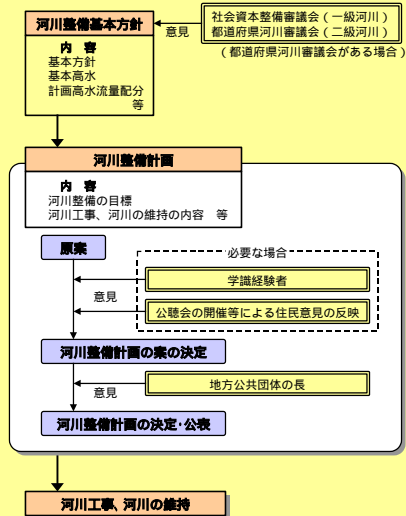 河川整備基本方針
内 容
基本方針
基本高水
計画高水流量配分
等
意見
社会資本整備審議会(一級河川)
都道府県河川審議会(二級河川)
(都道府県河川審議会がある場合)
河川整備計画
内 容
河川整備の目標
河川工事、河川の維持の内容 等
原案
必要な場合
学識経験者
意見
公聴会の開催等による住民意見の反映
河川整備計画の案の決定
地方公共団体の長
意見
河川整備計画の決定・公表
河川工事、河川の維持